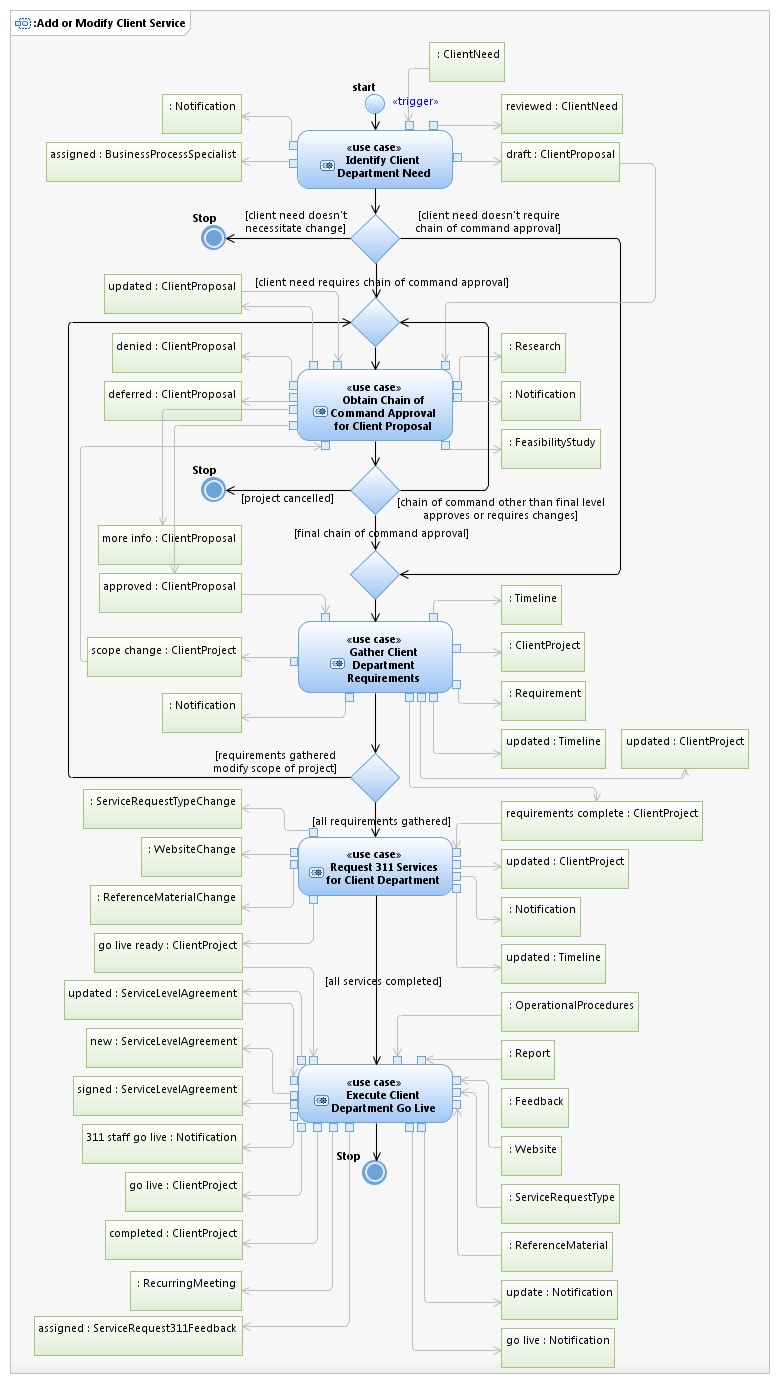 :Add or Modify Client Service
: ClientNeed
start
«trigger»
: Notification
reviewed : ClientNeed
assigned : BusinessProcessSpecialist
«use case»
Identify Client
Department Need
draft : ClientProposal
Stop
[client need doesn't
necessitate change]
[client need doesn't require
chain of command approval]
updated : ClientProposal
[client need requires chain of command approval]
denied : ClientProposal
: Research
deferred : ClientProposal
«use case»
Obtain Chain of
Command Approval
for Client Proposal
: Notification
: FeasibilityStudy
Stop
[project cancelled]
[chain of command other than final level
approves or requires changes]
more info : ClientProposal
[final chain of command approval]
approved : ClientProposal
: Timeline
scope change : ClientProject
«use case»
Gather Client
Department
Requirements
: ClientProject
: Requirement
: Notification
updated : Timeline
updated : ClientProject
[requirements gathered
modify scope of project]
: ServiceRequestTypeChange
[all requirements gathered]
requirements complete : ClientProject
: WebsiteChange
«use case»
Request 311 Services
for Client Department
updated : ClientProject
: ReferenceMaterialChange
: Notification
go live ready : ClientProject
updated : Timeline
[all services completed]
updated : ServiceLevelAgreement
: OperationalProcedures
new : ServiceLevelAgreement
: Report
signed : ServiceLevelAgreement
«use case»
Execute Client
Department Go Live
: Feedback
311 staff go live : Notification
: Website
Stop
go live : ClientProject
: ServiceRequestType
completed : ClientProject
: ReferenceMaterial
: RecurringMeeting
update : Notification
assigned : ServiceRequest311Feedback
go live : Notification